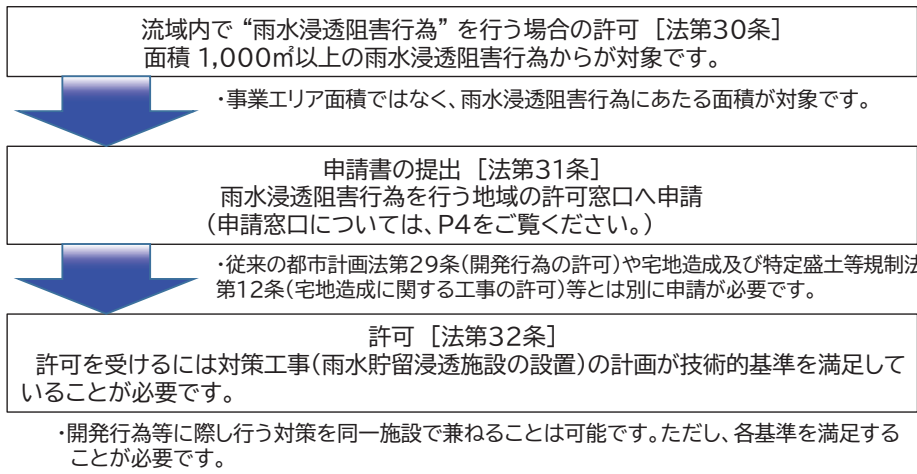 流域内で “雨水浸透阻害行為” を行う場合の許可 [法第30条]
面積 1,000㎡以上の雨水浸透阻害行為からが対象です。
・事業エリア面積ではなく、雨水浸透阻害行為にあたる面積が対象です。
申請書の提出 [法第31条]
雨水浸透阻害行為を行う地域の許可窓口へ申請
(申請窓口については、P4をご覧ください。)
・従来の都市計画法第29条(開発行為の許可)や宅地造成及び特定盛土等規制法
第12条(宅地造成に関する工事の許可)等とは別に申請が必要です。
許可 [法第32条]
許可を受けるには対策工事(雨水貯留浸透施設の設置)の計画が技術的基準を満足して
いることが必要です。
・開発行為等に際し行う対策を同一施設で兼ねることは可能です。ただし、各基準を満足する
ことが必要です。